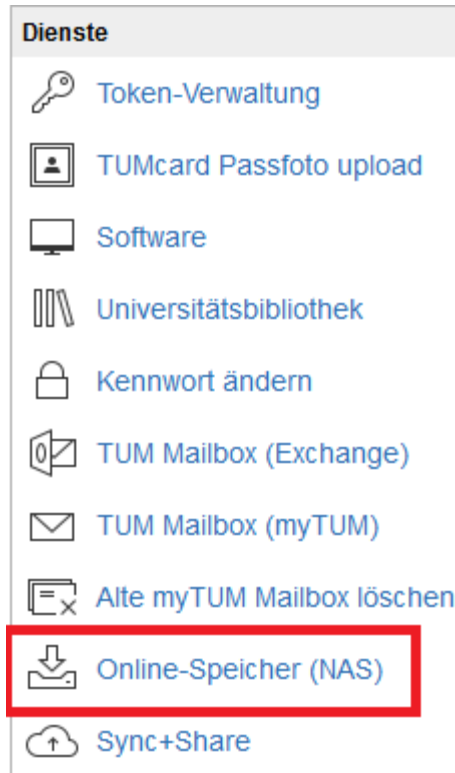 Dienste
Token-Verwaltung
TUMcard Passfoto upload
Software
Universitätsbibliothek
Kennwort ändern
TUM Mailbox (Exchange)
TUM Mailbox (myTUM)
Alte myTUM Mailbox löschen
Online-Speicher (NAS)
Sync+Share